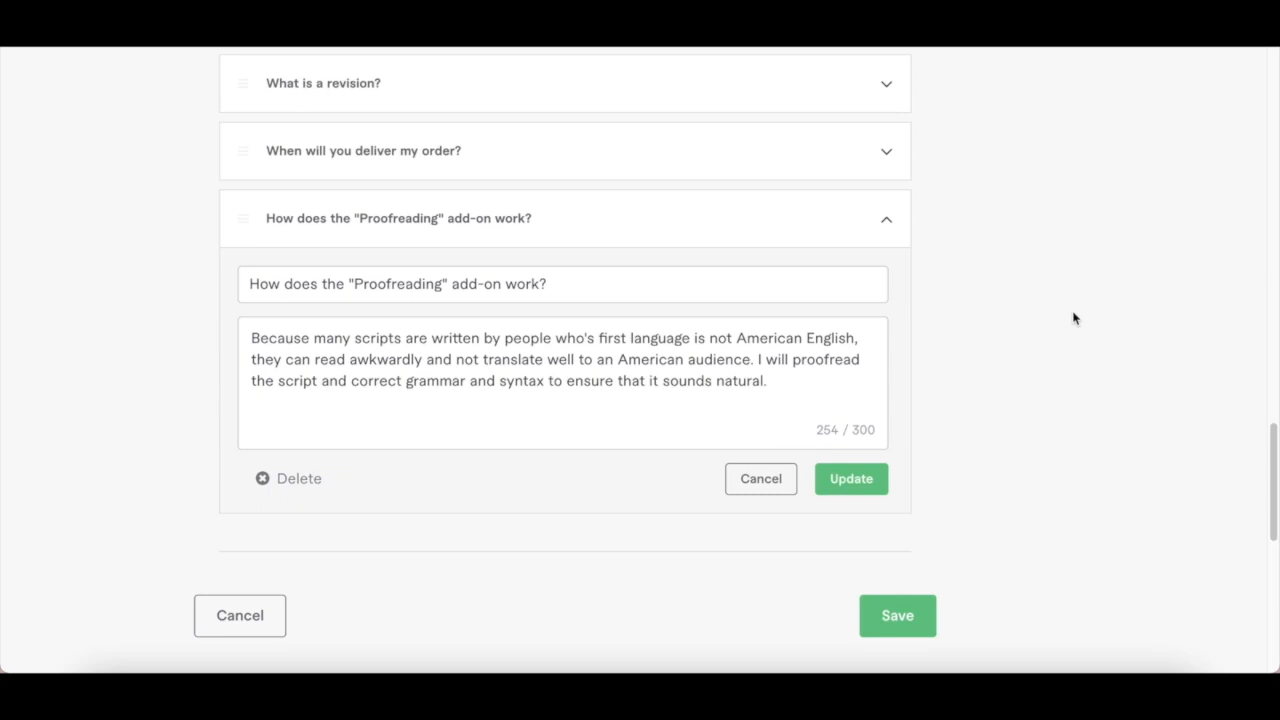 What is a revision?
When will you deliver my order?
How does the "Proofreading" add-on work?
How does the "Proofreading" add-on work?
Because many scripts are written by people who's first language is not American English,
they can read awkwardly and not translate well to an American audience. I will proofread
the script and correct grammar and syntax to ensure that it sounds natural.
254 / 300
Delete
Cancel
Update
Cancel
Save